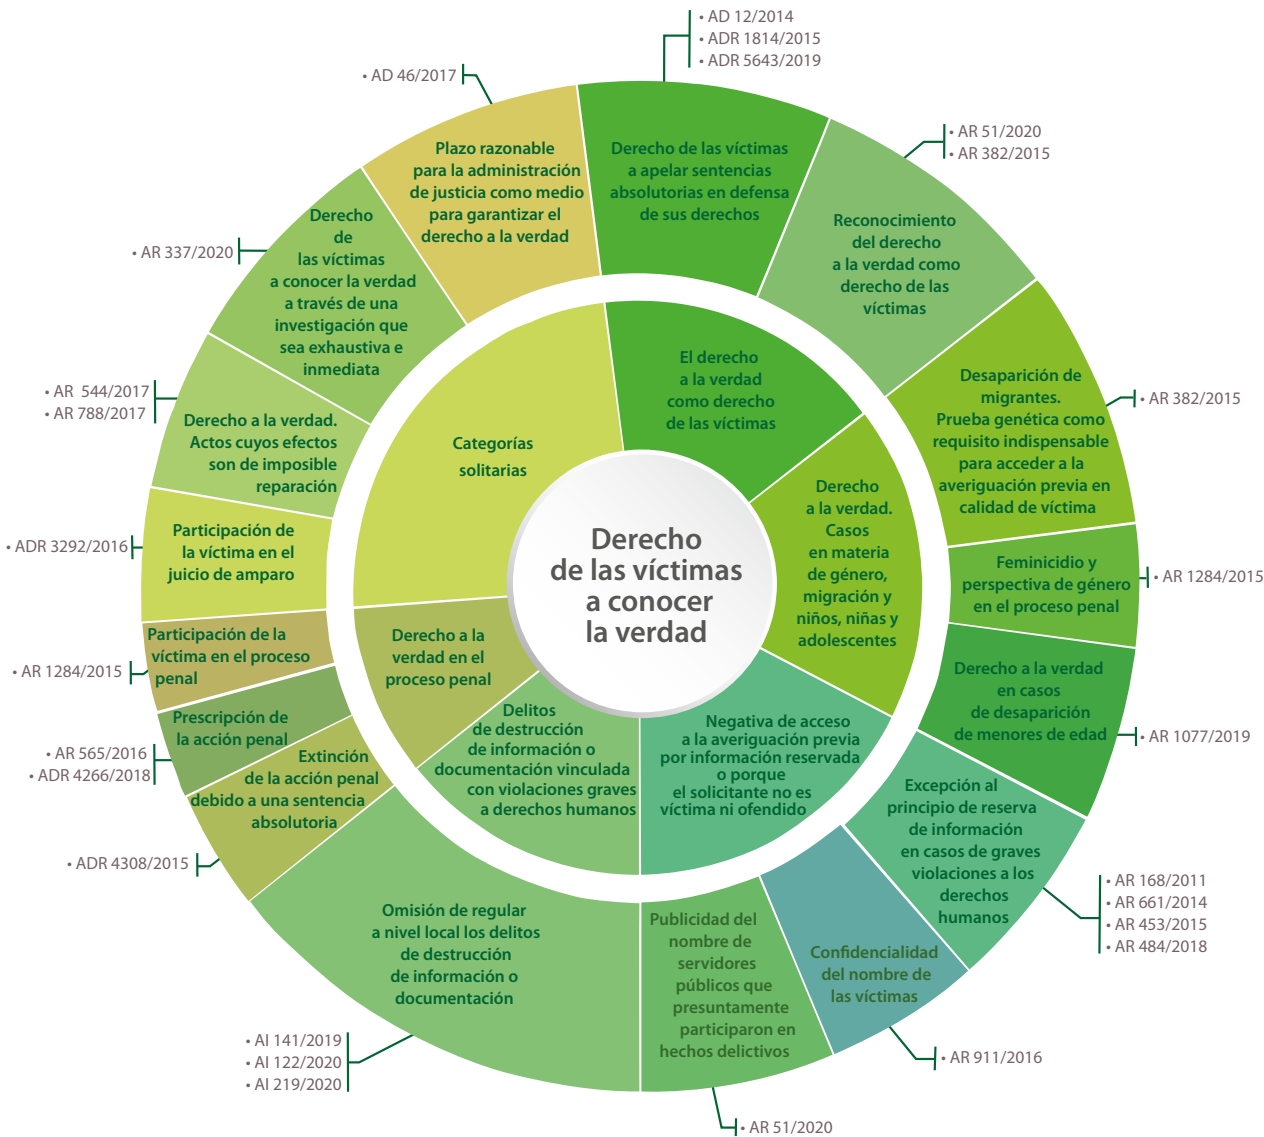 • AD 12/2014
• ADR 1814/2015
• ADR 5643/2019
• AD 46/2017
• AR 51/2020
• AR 382/2015
Plazo razonable
para la administración
de justicia como medio
para garantizar el
derecho a la verdad
Derecho de las víctimas
a apelar sentencias
absolutorias en defensa
de sus derechos
Reconocimiento
del derecho
a la verdad como
derecho de las
víctimas
Derecho
de
las víctimas
a conocer la verdad
a través de una
investigación que
sea exhaustiva e
inmediata
• AR 337/2020
Desaparición de
migrantes.
Prueba genética como
requisito indispensable
para acceder a la
averiguación previa en
calidad de víctima
• AR 382/2015
• AR 544/2017
• AR 788/2017
Derecho a la verdad.
Actos cuyos efectos
son de imposible
reparación
Categorías
solitarias
El derecho
a la verdad
como derecho
de las víctimas
Derecho
a la verdad.
Casos
en materia
de género,
migración y
niños, niñas y
adolescentes
Derecho
de las víctimas
a conocer
la verdad
• ADR 3292/2016
Participación de
la víctima en el
juicio de amparo
Feminicidio y
perspectiva de género
en el proceso penal
• AR 1284/2015
Derecho a la
verdad en el
proceso penal
Participación de la
víctima en el proceso
penal
• AR 1284/2015
Derecho a la verdad
en casos
de desaparición
de menores de edad
• AR 1077/2019
Delitos
de destrucción
de información o
documentación vinculada
con violaciones graves
a derechos humanos
Negativa de acceso
a la averiguación previa
por información reservada
o porque
el solicitante no es
víctima ni ofendido
Prescripción de
la acción penal
• AR 565/2016
• ADR 4266/2018
Extinción
de la acción penal
debido a una sentencia
absolutoria
• ADR 4308/2015
Excepción al
principio de reserva
de información
en casos de graves
violaciones a los
derechos
humanos
• AR 168/2011
• AR 661/2014
• AR 453/2015
• AR 484/2018
Omisión de regular
a nivel local los delitos
de destrucción
de información o
documentación
Publicidad del
nombre de
servidores
públicos que
presuntamente
participaron en
hechos delictivos
Confidencialidad
del nombre de
las víctimas
• AI 141/2019
• AI 122/2020
• AI 219/2020
• AR 911/2016
• AR 51/2020